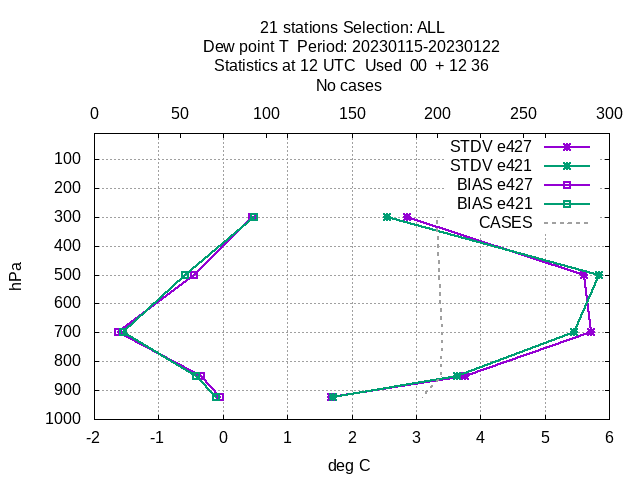 21 stations Selection: ALL
Dew point T  Period: 20230115-20230122
Statistics at 12 UTC  Used  00  + 12 36
No cases
0 50 100 150 200 250 300
STDV e427
STDV e421
BIAS e427
BIAS e421
CASES
100
200
300
400
500
600
700
800
900
1000
hPa
-2 -1 0 1 2 3 4 5 6
deg C